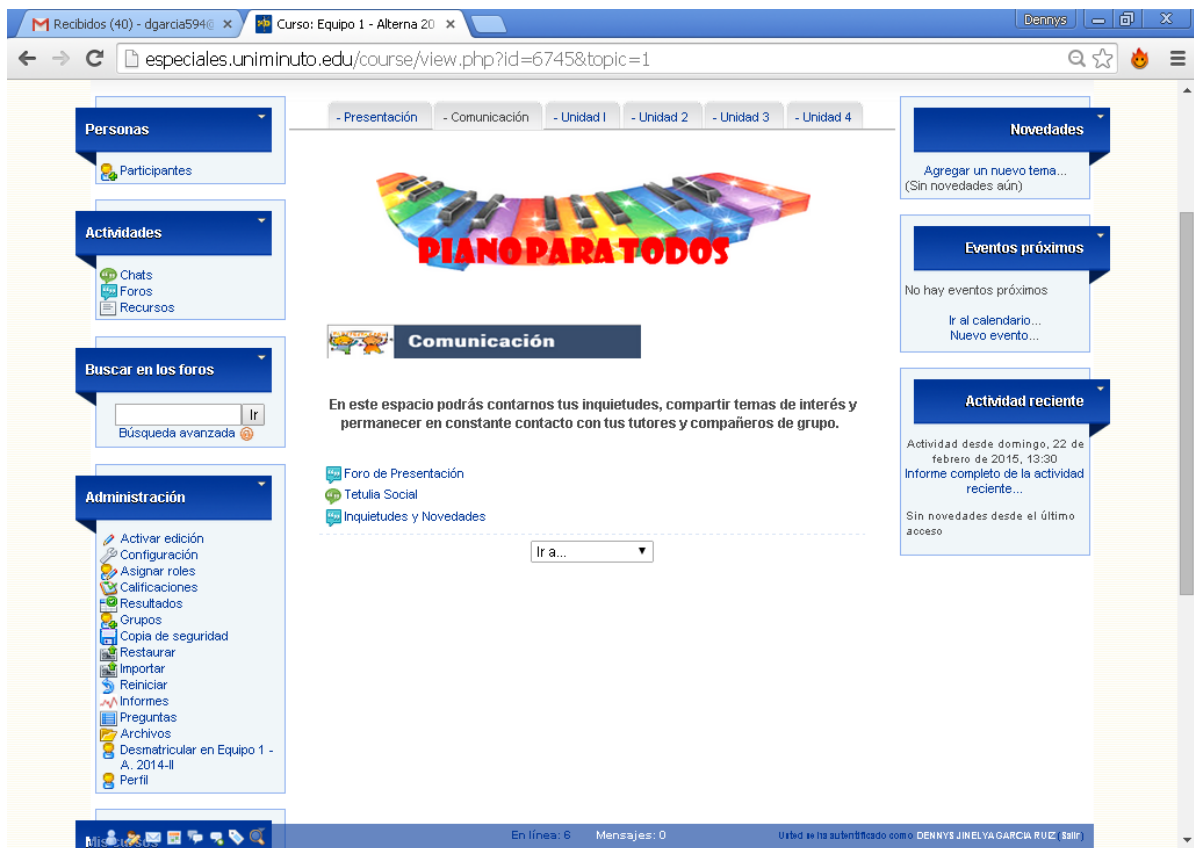 Recibidos (40) - dgarcia594@
Curso: Equipo 1 - Alterna 20
Dennys
especiales.uniminuto.edu/course/view.php?id=6745&topic=1
Personas
Participantes
Actividades
Chats
Foros
Recursos
Buscar en los foros
Ir
Búsqueda avanzada
Administración
Activar edición
Configuración
Asignar roles
Calificaciones
Resultados
Grupos
Copia de seguridad
Restaurar
Importar
Reiniciar
Informes
Preguntas
Archivos
Desmatricular en Equipo 1 -
A. 2014-II
Perfil
- Presentación
- Comunicación
- Unidad I
- Unidad 2
- Unidad 3
- Unidad 4
PIANO PARA TODOS
Comunicación
En este espacio podrás contarnos tus inquietudes, compartir temas de interés y
permanecer en constante contacto con tus tutores y compañeros de grupo.
Foro de Presentación
Tetulia Social
Inquietudes y Novedades
Ir a...
Novedades
Agregar un nuevo tema...
(Sin novedades aún)
Eventos próximos
No hay eventos próximos
Ir al calendario...
Nuevo evento...
Actividad reciente
Actividad desde domingo, 22 de
febrero de 2015, 13:30
Informe completo de la actividad
reciente...
Sin novedades desde el último
acceso
En línea: 6
Mensajes: 0
Usted se ha autentificado como DENNYS JINELYA GARCIA RUIZ (Salir)